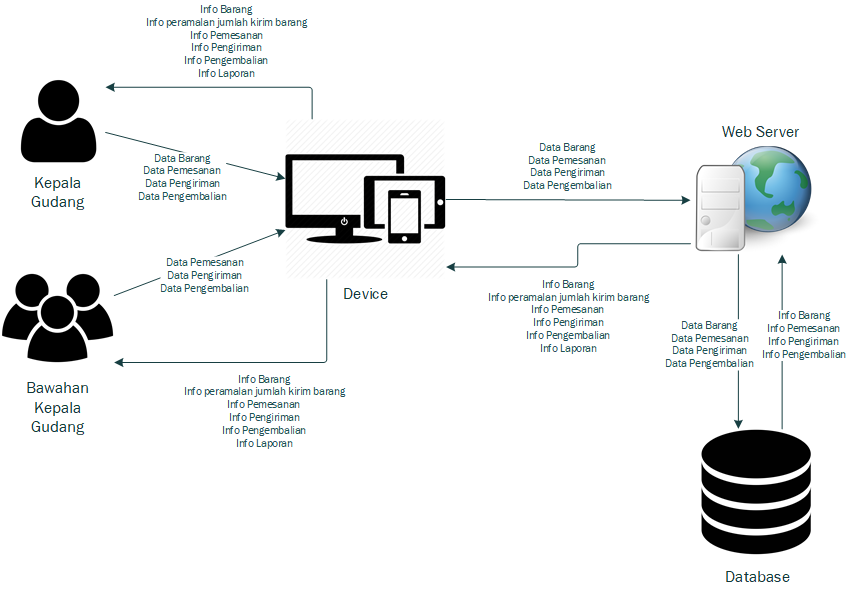 Info Barang
Info peramalan jumlah kirim barang
Info Pemesanan
Info Pengiriman
Info Pengembalian
Info Laporan
Kepala
Gudang
Data Barang
Data Pemesanan
Data Pengiriman
Data Pengembalian
Data Barang
Data Pemesanan
Data Pengiriman
Data Pengembalian
Web Server
Data Pemesanan
Data Pengiriman
Data Pengembalian
Device
Info Barang
Info peramalan jumlah kirim barang
Info Pemesanan
Info Pengiriman
Info Pengembalian
Info Laporan
Data Barang
Data Pemesanan
Data Pengiriman
Data Pengembalian
Info Barang
Info Pemesanan
Info Pengiriman
Info Pengembalian
Bawahan
Kepala
Gudang
Info Barang
Info peramalan jumlah kirim barang
Info Pemesanan
Info Pengiriman
Info Pengembalian
Info Laporan
Database